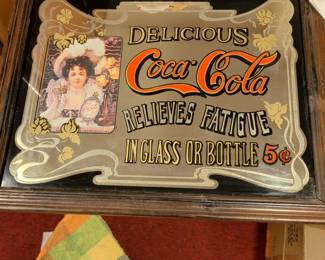 DELICIOUS
Coca-Cola
RELIEVES FATIGUE
IN GLASS OR BOTTLE 5¢